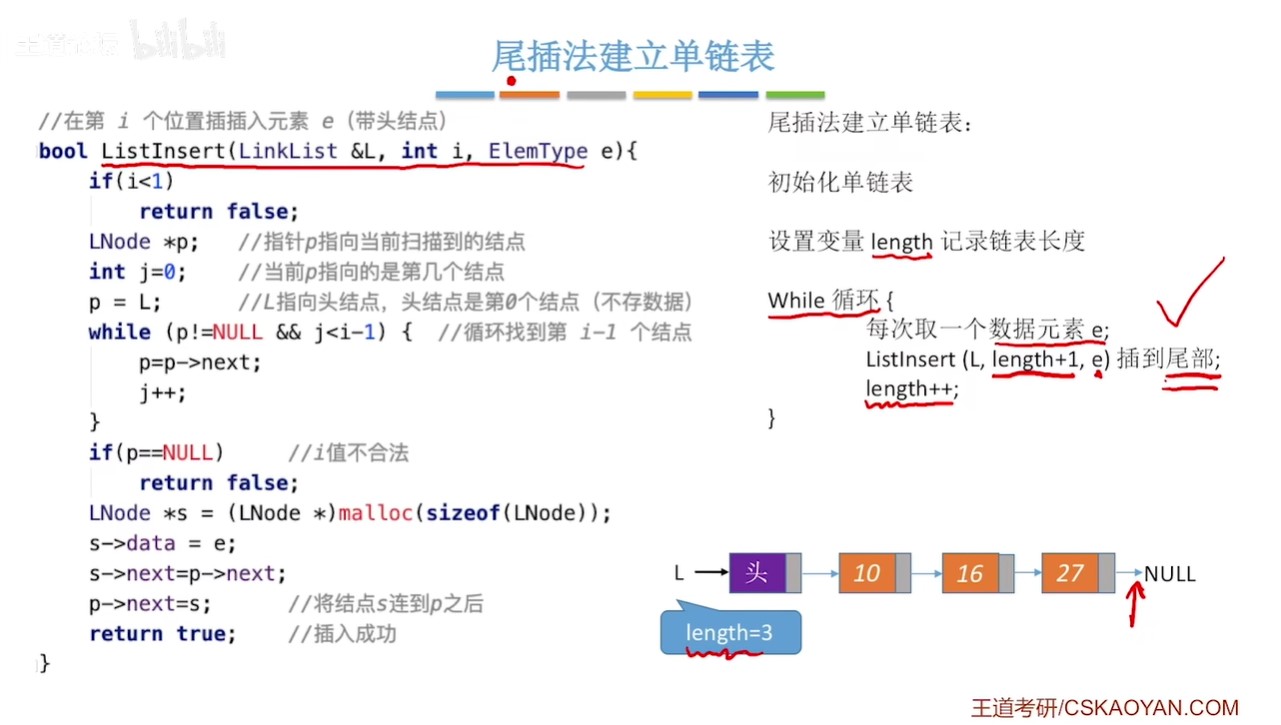 bilibili
尾插法建立单链表
//在第 i 个位置插插入元素 e（带头结点）
bool ListInsert(LinkList &L, int i, ElemType e){
if(i<1)
return false;
LNode *p; //指针p指向当前扫描到的结点
int j=0; //当前p指向的是第几个结点
p = L; //L指向头结点，头结点是第0个结点（不存数据）
while (p!=NULL && j<i-1) { //循环找到第 i-1 个结点
p=p->next;
j++;
}
if(p==NULL) //i值不合法
return false;
LNode *s = (LNode *)malloc(sizeof(LNode));
s->data = e;
s->next=p->next;
p->next=s; //将结点s连到p之后
return true; //插入成功
}
尾插法建立单链表：
初始化单链表
设置变量 length 记录链表长度
While 循环 {
每次取一个数据元素 e;
ListInsert (L, length+1, e) 插到尾部;
length++;
}
L 头 10 16 27 NULL
length=3
王道考研/CSKAOYAN.COM